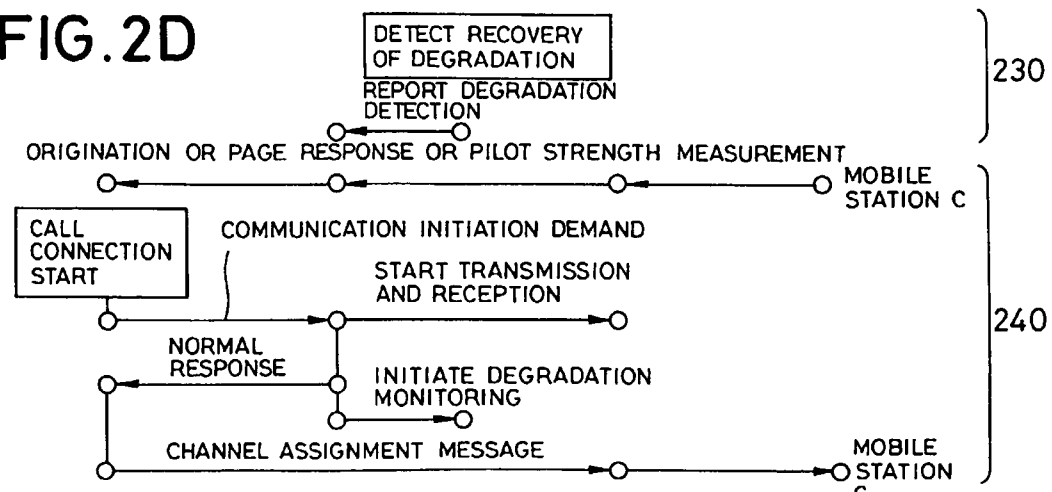 FIG.2D
DETECT RECOVERY
OF DEGRADATION
REPORT DEGRADATION
DETECTION
230
ORIGINATION OR PAGE RESPONSE OR PILOT STRENGTH MEASUREMENT
MOBILE
STATION C
CALL
CONNECTION
START
COMMUNICATION INITIATION DEMAND
START TRANSMISSION
AND RECEPTION
240
NORMAL
RESPONSE
INITIATE DEGRADATION
MONITORING
CHANNEL ASSIGNMENT MESSAGE
MOBILE
STATION